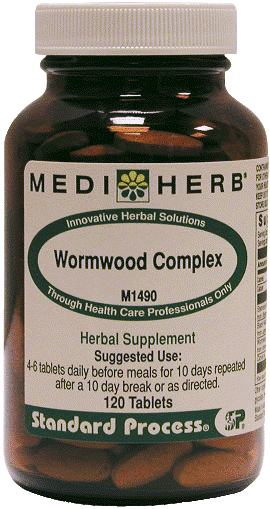 MEDI HERB®
Innovative Herbal Solutions
Wormwood Complex
M1490
Through Health Care Professionals Only
Herbal Supplement
Suggested Use:
4-6 tablets daily before meals for 10 days repeated
after a 10 day break or as directed.
120 Tablets
Standard Process®